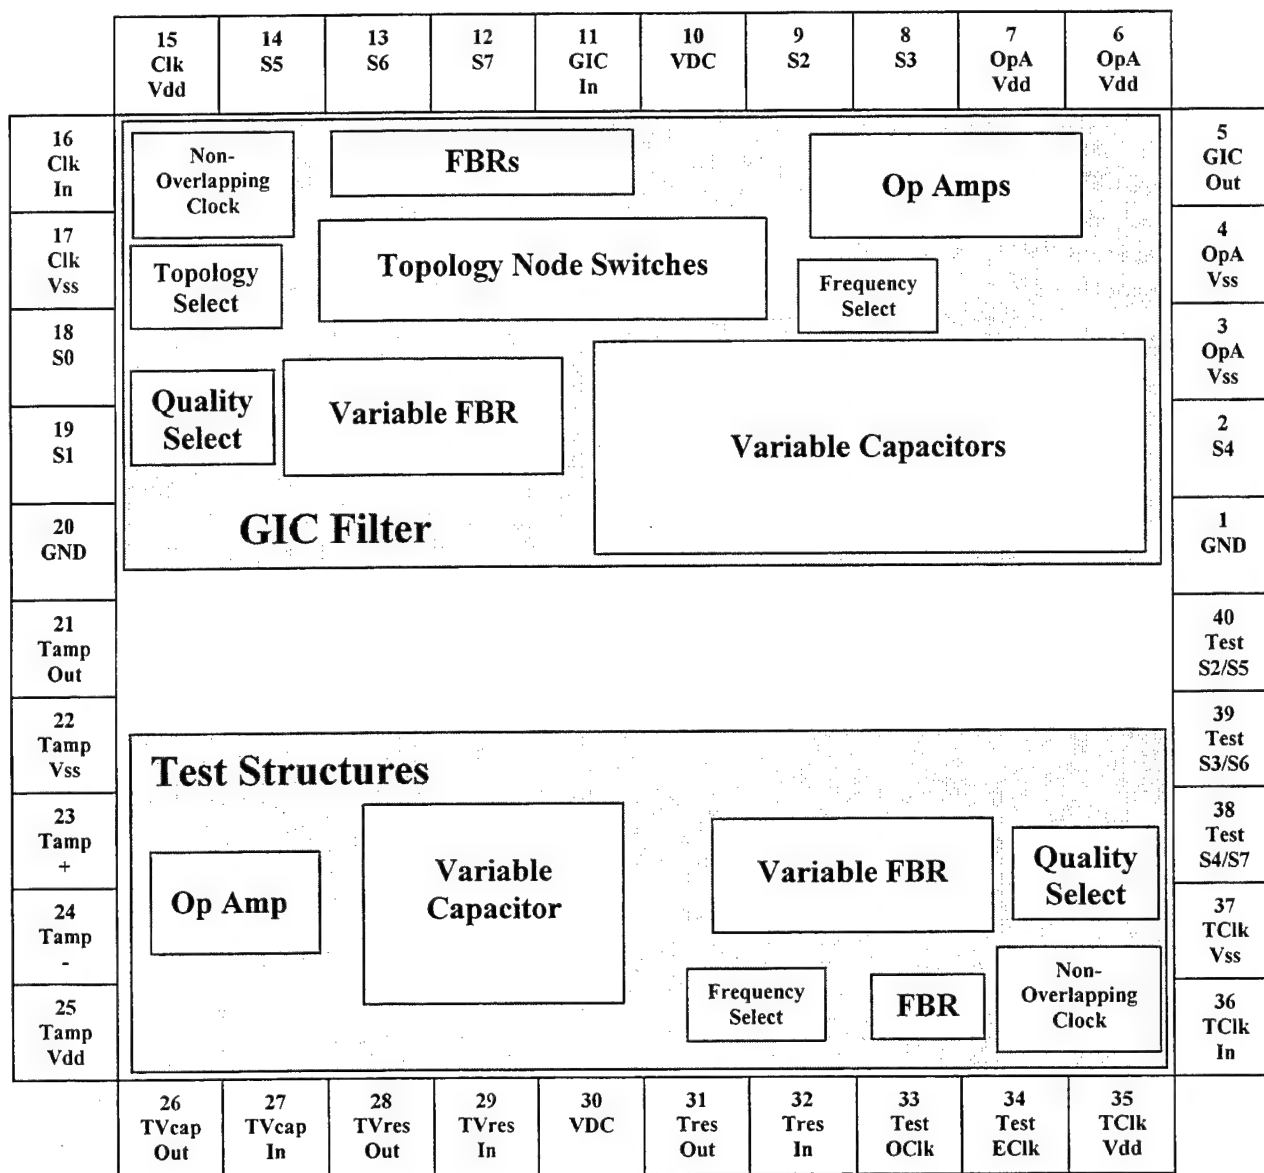 15
Clk
Vdd
14
S5
13
S6
12
S7
11
GIC
In
10
VDC
9
S2
8
S3
7
OpA
Vdd
6
OpA
Vdd
16
Clk
In
17
Clk
Vss
18
S0
19
S1
20
GND
21
Tamp
Out
22
Tamp
Vss
23
Tamp
+
24
Tamp
-
25
Tamp
Vdd
Non-
Overlapping
Clock
FBRs
Op Amps
Topology
Select
Topology Node Switches
Frequency
Select
Quality
Select
Variable FBR
Variable Capacitors
GIC Filter
Test Structures
Op Amp
Variable
Capacitor
Variable FBR
Quality
Select
Frequency
Select
FBR
Non-
Overlapping
Clock
5
GIC
Out
4
OpA
Vss
3
OpA
Vss
2
S4
1
GND
40
Test
S2/S5
39
Test
S3/S6
38
Test
S4/S7
37
TClk
Vss
36
TClk
In
26
TVcap
Out
27
TVcap
In
28
TVres
Out
29
TVres
In
30
VDC
31
Tres
Out
32
Tres
In
33
Test
OClk
34
Test
EClk
35
TClk
Vdd